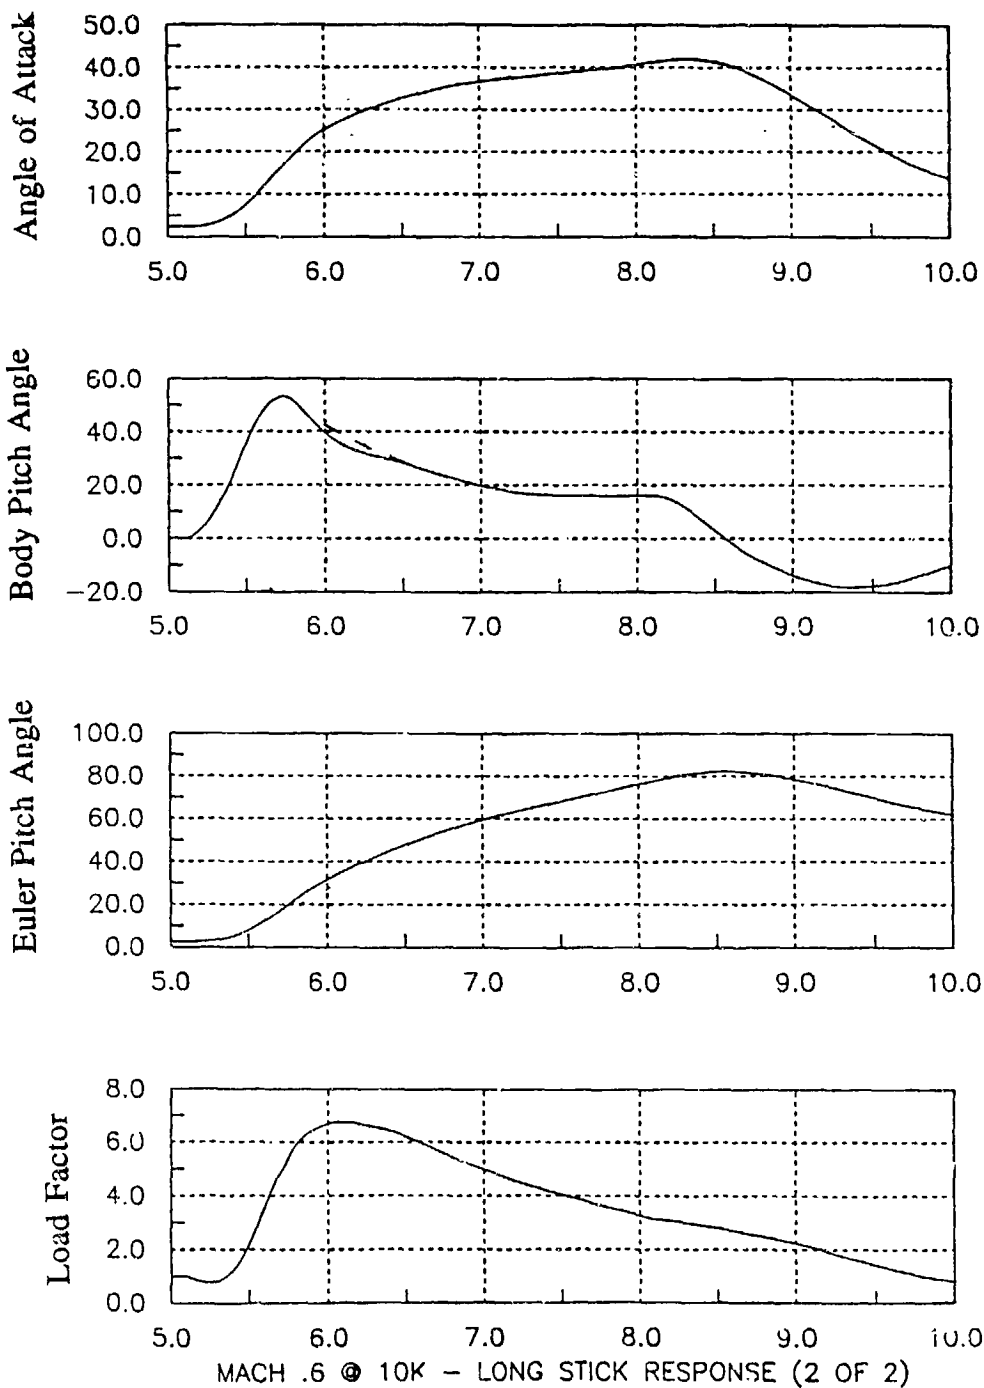 Angle of Attack
50.0
40.0
30.0
20.0
10.0
0.0
5.0 6.0 7.0 8.0 9.0 10.0
Body Pitch Angle
60.0
40.0
20.0
0.0
−20.0
5.0 6.0 7.0 8.0 9.0 10.0
Euler Pitch Angle
100.0
80.0
60.0
40.0
20.0
0.0
5.0 6.0 7.0 8.0 9.0 10.0
Load Factor
8.0
6.0
4.0
2.0
0.0
5.0 6.0 7.0 8.0 9.0 10.0
MACH .6 @ 10K − LONG STICK RESPONSE (2 OF 2)